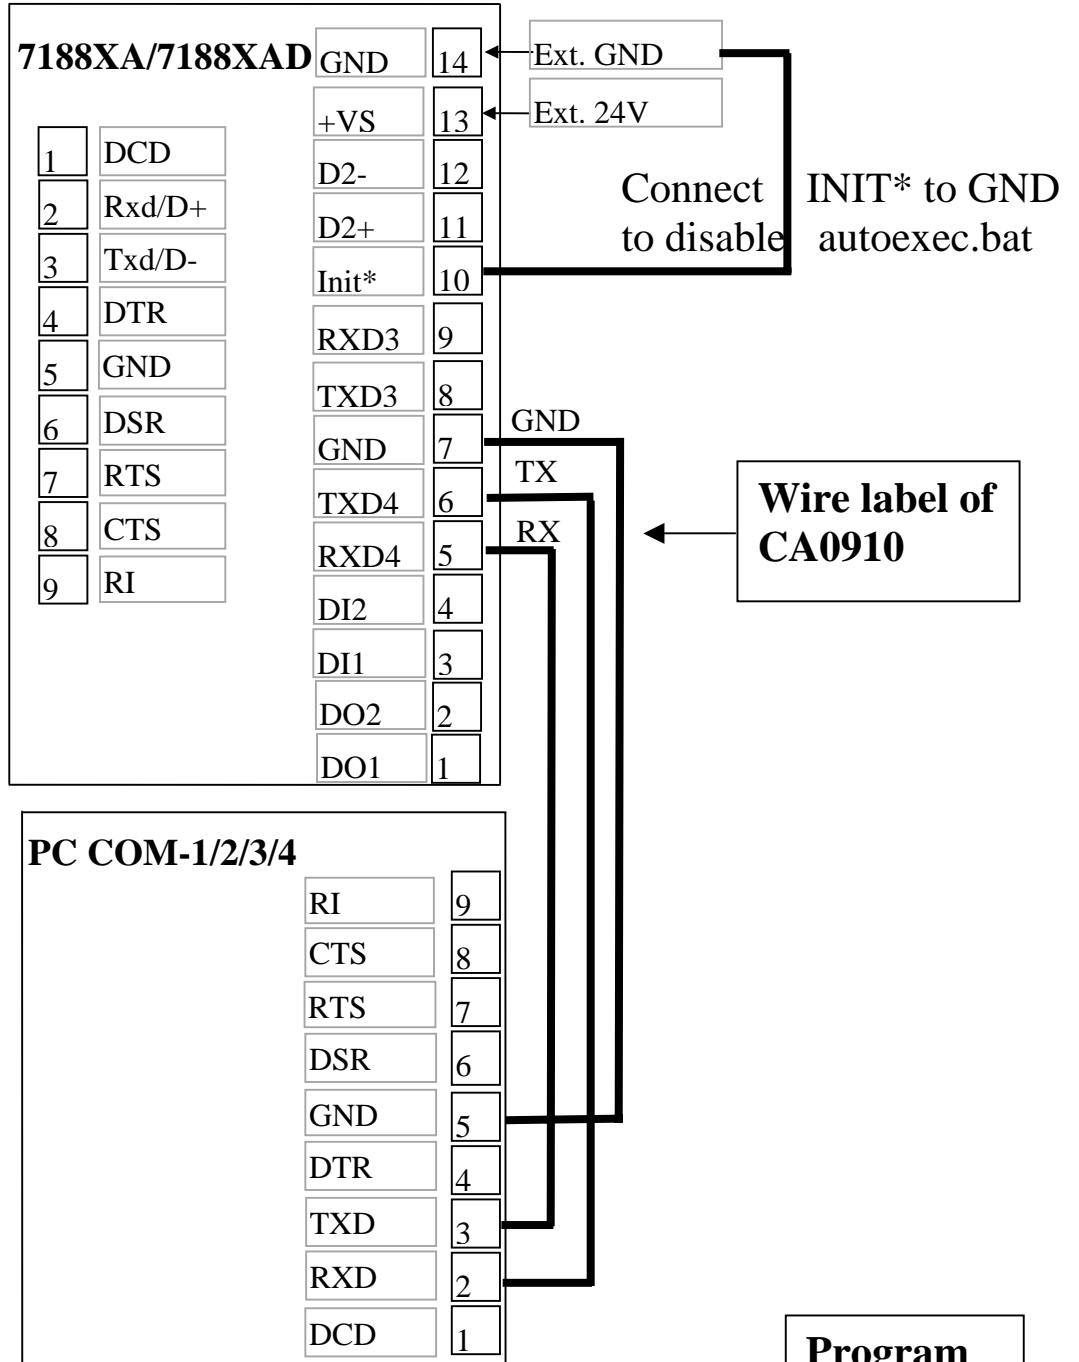 7188XA/7188XAD
1 DCD
2 Rxd/D+
3 Txd/D-
4 DTR
5 GND
6 DSR
7 RTS
8 CTS
9 RI
GND 14 Ext. GND
+VS 13 Ext. 24V
D2- 12
D2+ 11
Init* 10
RXD3 9
TXD3 8
GND 7 GND
TXD4 6 TX
RXD4 5 RX
DI2 4
DI1 3
DO2 2
DO1 1
Connect INIT* to GND
to disable autoexec.bat
Wire label of
CA0910
PC COM-1/2/3/4
RI 9
CTS 8
RTS 7
DSR 6
GND 5
DTR 4
TXD 3
RXD 2
DCD 1
Program